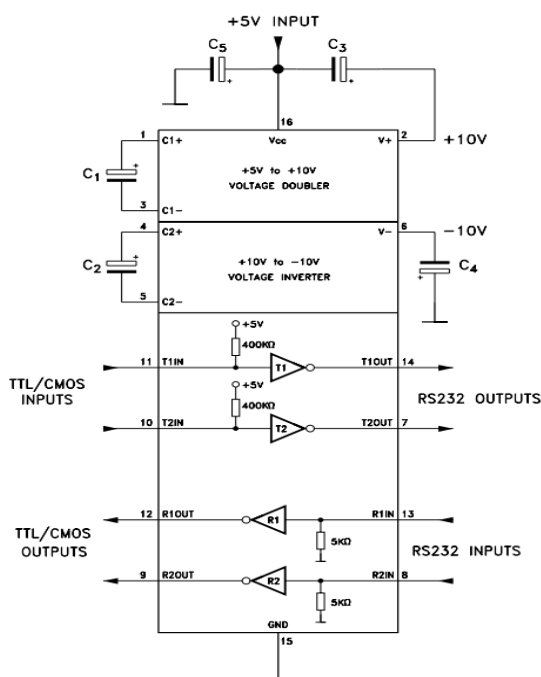 +5V INPUT
C5
C3
+
+
16
1
C1+
Vcc
V+
2
+10V
C1
+
+5V to +10V
VOLTAGE DOUBLER
3
C1-
4
C2+
V-
6
-10V
C2
+
+10V to -10V
VOLTAGE INVERTER
C4
+
5
C2-
+5V
400KΩ
11
T1IN
T1
T1OUT
14
TTL/CMOS
INPUTS
+5V
400KΩ
RS232 OUTPUTS
10
T2IN
T2
T2OUT
7
12
R1OUT
R1
R1IN
13
TTL/CMOS
OUTPUTS
5KΩ
RS232 INPUTS
9
R2OUT
R2
R2IN
8
5KΩ
GND
15